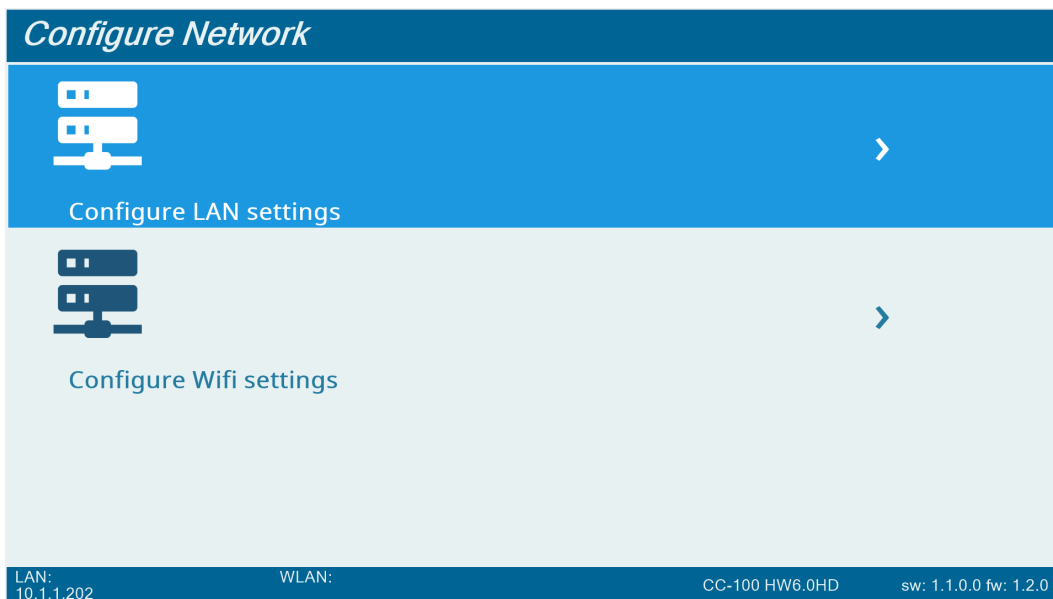 Configure Network
Configure LAN settings
Configure Wifi settings
LAN: WLAN:
10.1.1.202 CC-100 HW6.0HD sw: 1.1.0.0 fw: 1.2.0